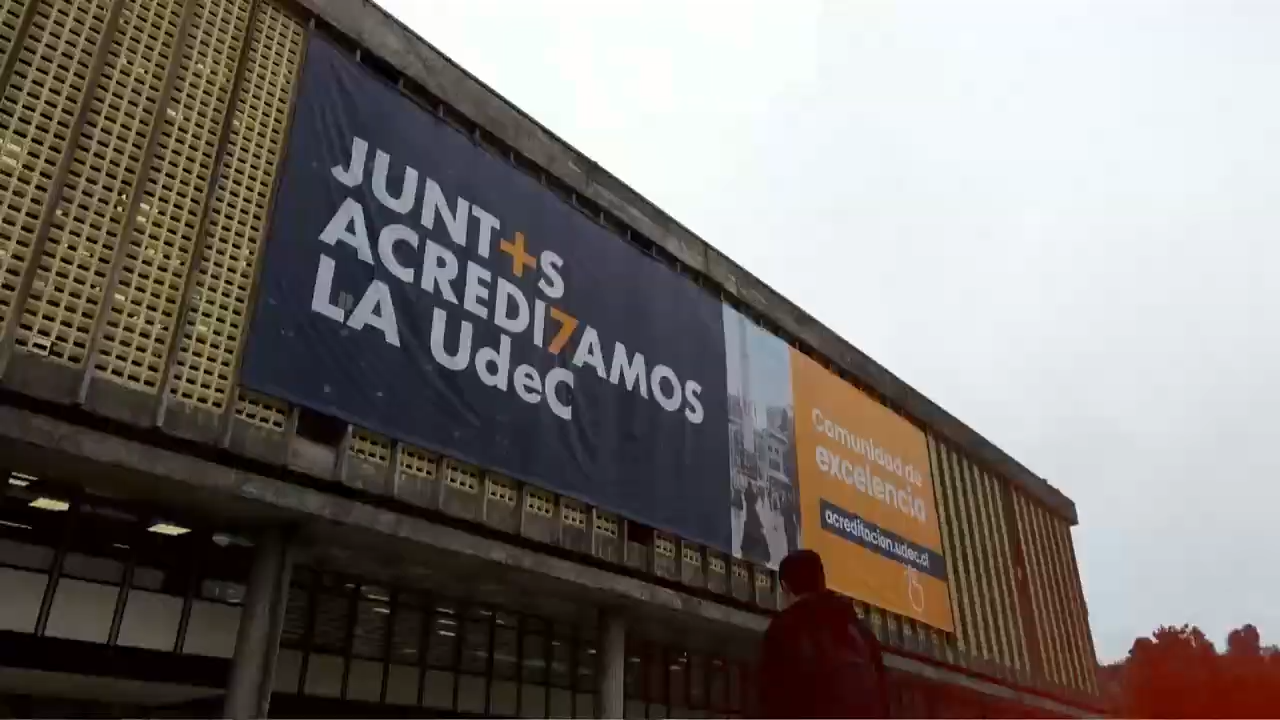 JUNT+S
ACREDI7AMOS
LA UdeC
Comunidad de
excelencia
acreditacion.udec.cl